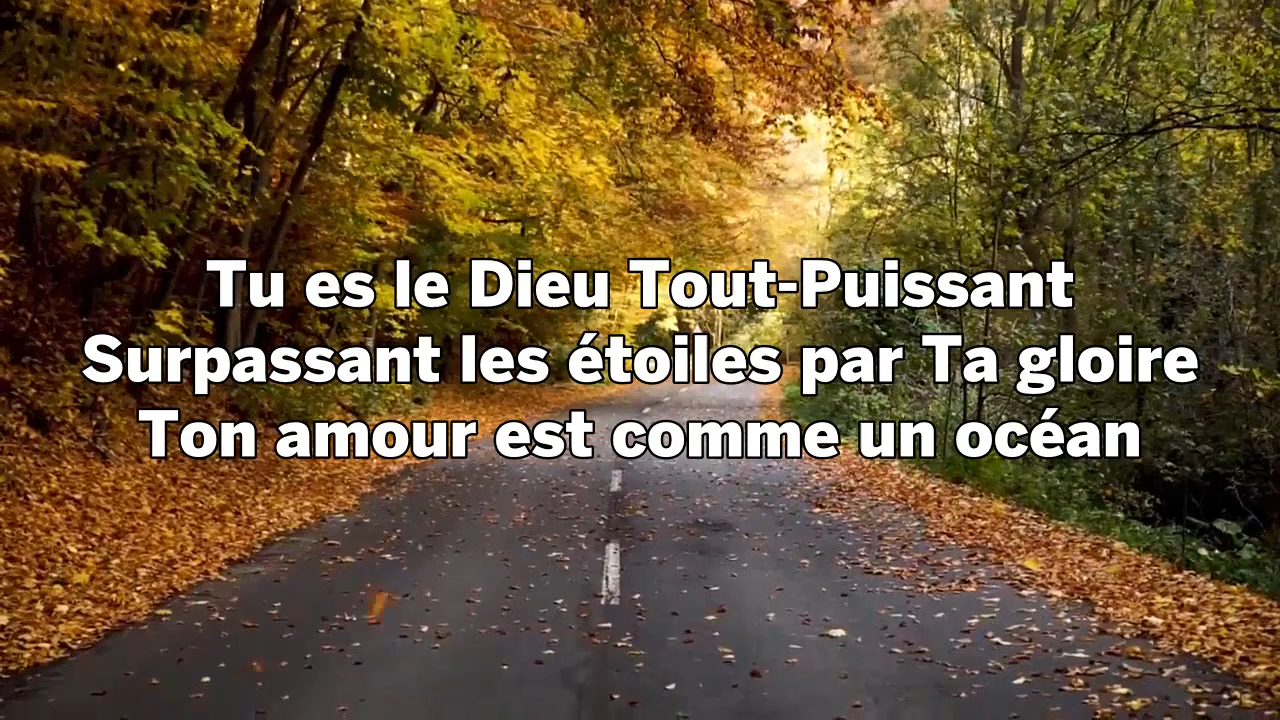 Tu es le Dieu Tout-Puissant
Surpassant les étoiles par Ta gloire
Ton amour est comme un océan